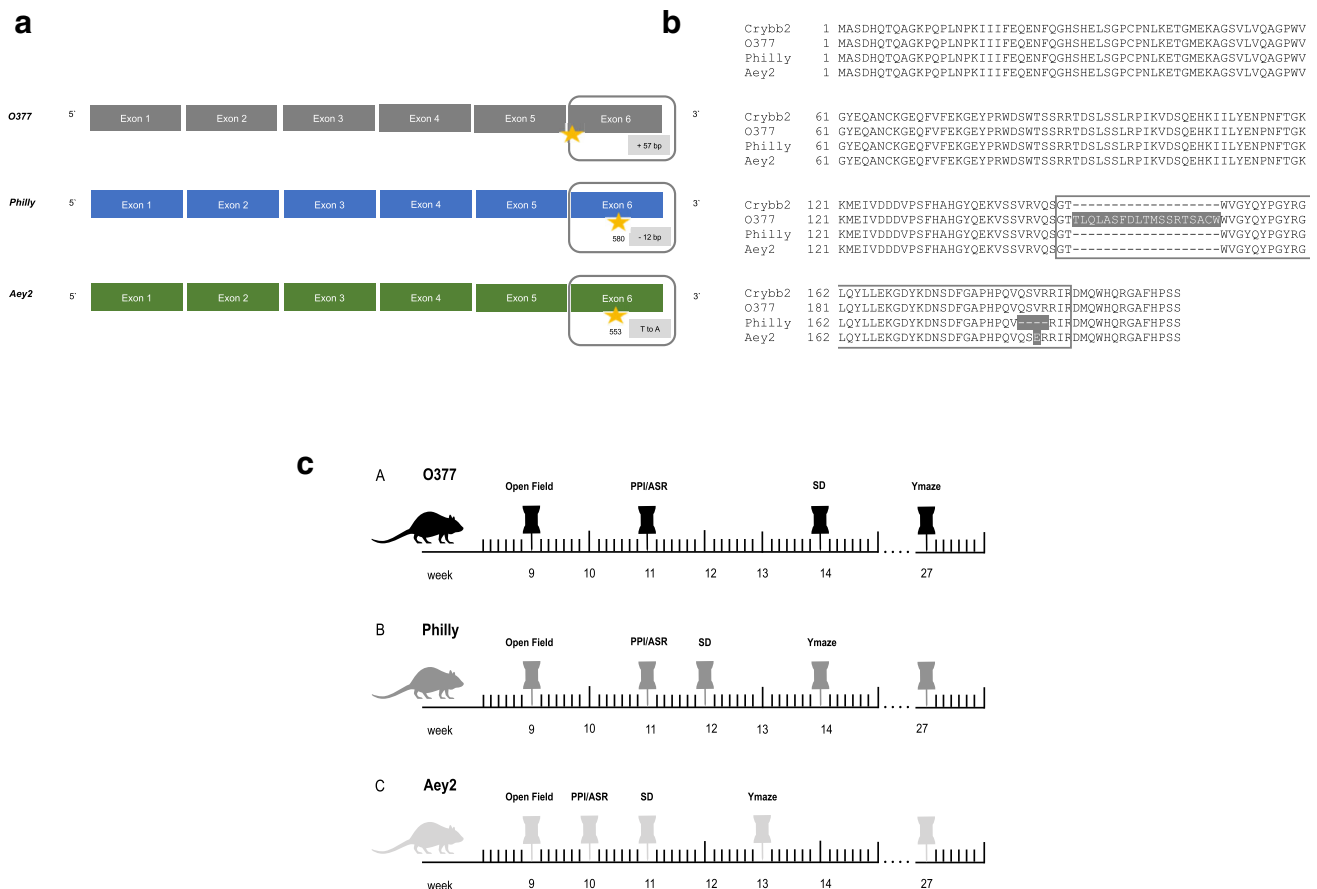 a
O377 5` Exon 1 Exon 2 Exon 3 Exon 4 Exon 5 Exon 6 3`
+ 57 bp
Philly 5` Exon 1 Exon 2 Exon 3 Exon 4 Exon 5 Exon 6 3`
580 - 12 bp
Aey2 5` Exon 1 Exon 2 Exon 3 Exon 4 Exon 5 Exon 6 3`
553 T to A
b
Crybb2 1 MASDHQTQAGKPQPLNPKIIIFEQENFQGHSHELSGPCPNLKETGMEKAGSVLVQAGPWV
O377 1 MASDHQTQAGKPQPLNPKIIIFEQENFQGHSHELSGPCPNLKETGMEKAGSVLVQAGPWV
Philly 1 MASDHQTQAGKPQPLNPKIIIFEQENFQGHSHELSGPCPNLKETGMEKAGSVLVQAGPWV
Aey2 1 MASDHQTQAGKPQPLNPKIIIFEQENFQGHSHELSGPCPNLKETGMEKAGSVLVQAGPWV
Crybb2 61 GYEQANCKGEQFVFEKGEYPRWDSWTSSRRTDSLSSLRPIKVDSQEHKIILYENPNFTGK
O377 61 GYEQANCKGEQFVFEKGEYPRWDSWTSSRRTDSLSSLRPIKVDSQEHKIILYENPNFTGK
Philly 61 GYEQANCKGEQFVFEKGEYPRWDSWTSSRRTDSLSSLRPIKVDSQEHKIILYENPNFTGK
Aey2 61 GYEQANCKGEQFVFEKGEYPRWDSWTSSRRTDSLSSLRPIKVDSQEHKIILYENPNFTGK
Crybb2 121 KMEIVDDDVPSFHAHGYQEKVSSVRVQSGT-------------------WVGYQYPGYRG
O377 121 KMEIVDDDVPSFHAHGYQEKVSSVRVQSGTTLQLASFDLTMSSRTSACWWVGYQYPGYRG
Philly 121 KMEIVDDDVPSFHAHGYQEKVSSVRVQSGT-------------------WVGYQYPGYRG
Aey2 121 KMEIVDDDVPSFHAHGYQEKVSSVRVQSGT-------------------WVGYQYPGYRG
Crybb2 162 LQYLLEKGDYKDNSDFGAPHPQVQSVRRIRDMQWHQRGAFHPSS
O377 181 LQYLLEKGDYKDNSDFGAPHPQVQSVRRIRDMQWHQRGAFHPSS
Philly 162 LQYLLEKGDYKDNSDFGAPHPQV----RIRDMQWHQRGAFHPSS
Aey2 162 LQYLLEKGDYKDNSDFGAPHPQVQSERRIRDMQWHQRGAFHPSS
c
A O377
Open Field PPI/ASR SD Ymaze
....
week 9 10 11 12 13 14 27
B Philly
Open Field PPI/ASR SD Ymaze
....
week 9 10 11 12 13 14 27
C Aey2
Open Field PPI/ASR SD Ymaze
....
week 9 10 11 12 13 14 27